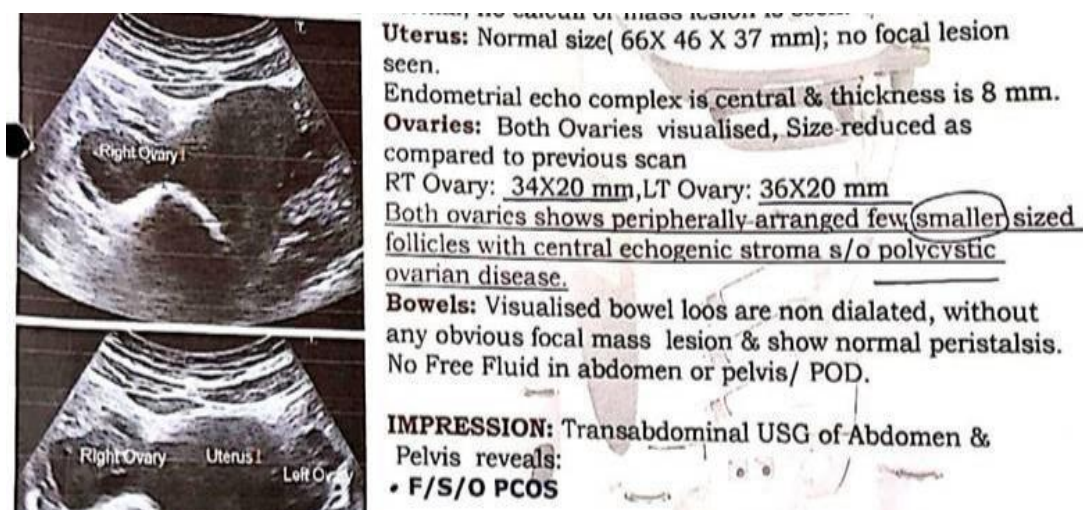 Right Ovary
Right Ovary Uterus Left Ovary
Uterus: Normal size( 66X 46 X 37 mm); no focal lesion
seen.
Endometrial echo complex is central & thickness is 8 mm.
Ovaries: Both Ovaries visualised, Size reduced as
compared to previous scan
RT Ovary: 34X20 mm,LT Ovary: 36X20 mm
Both ovaries shows peripherally arranged few smaller sized
follicles with central echogenic stroma s/o polycystic
ovarian disease.
Bowels: Visualised bowel loos are non dialated, without
any obvious focal mass lesion & show normal peristalsis.
No Free Fluid in abdomen or pelvis/ POD.
IMPRESSION: Transabdominal USG of Abdomen &
Pelvis reveals:
• F/S/O PCOS